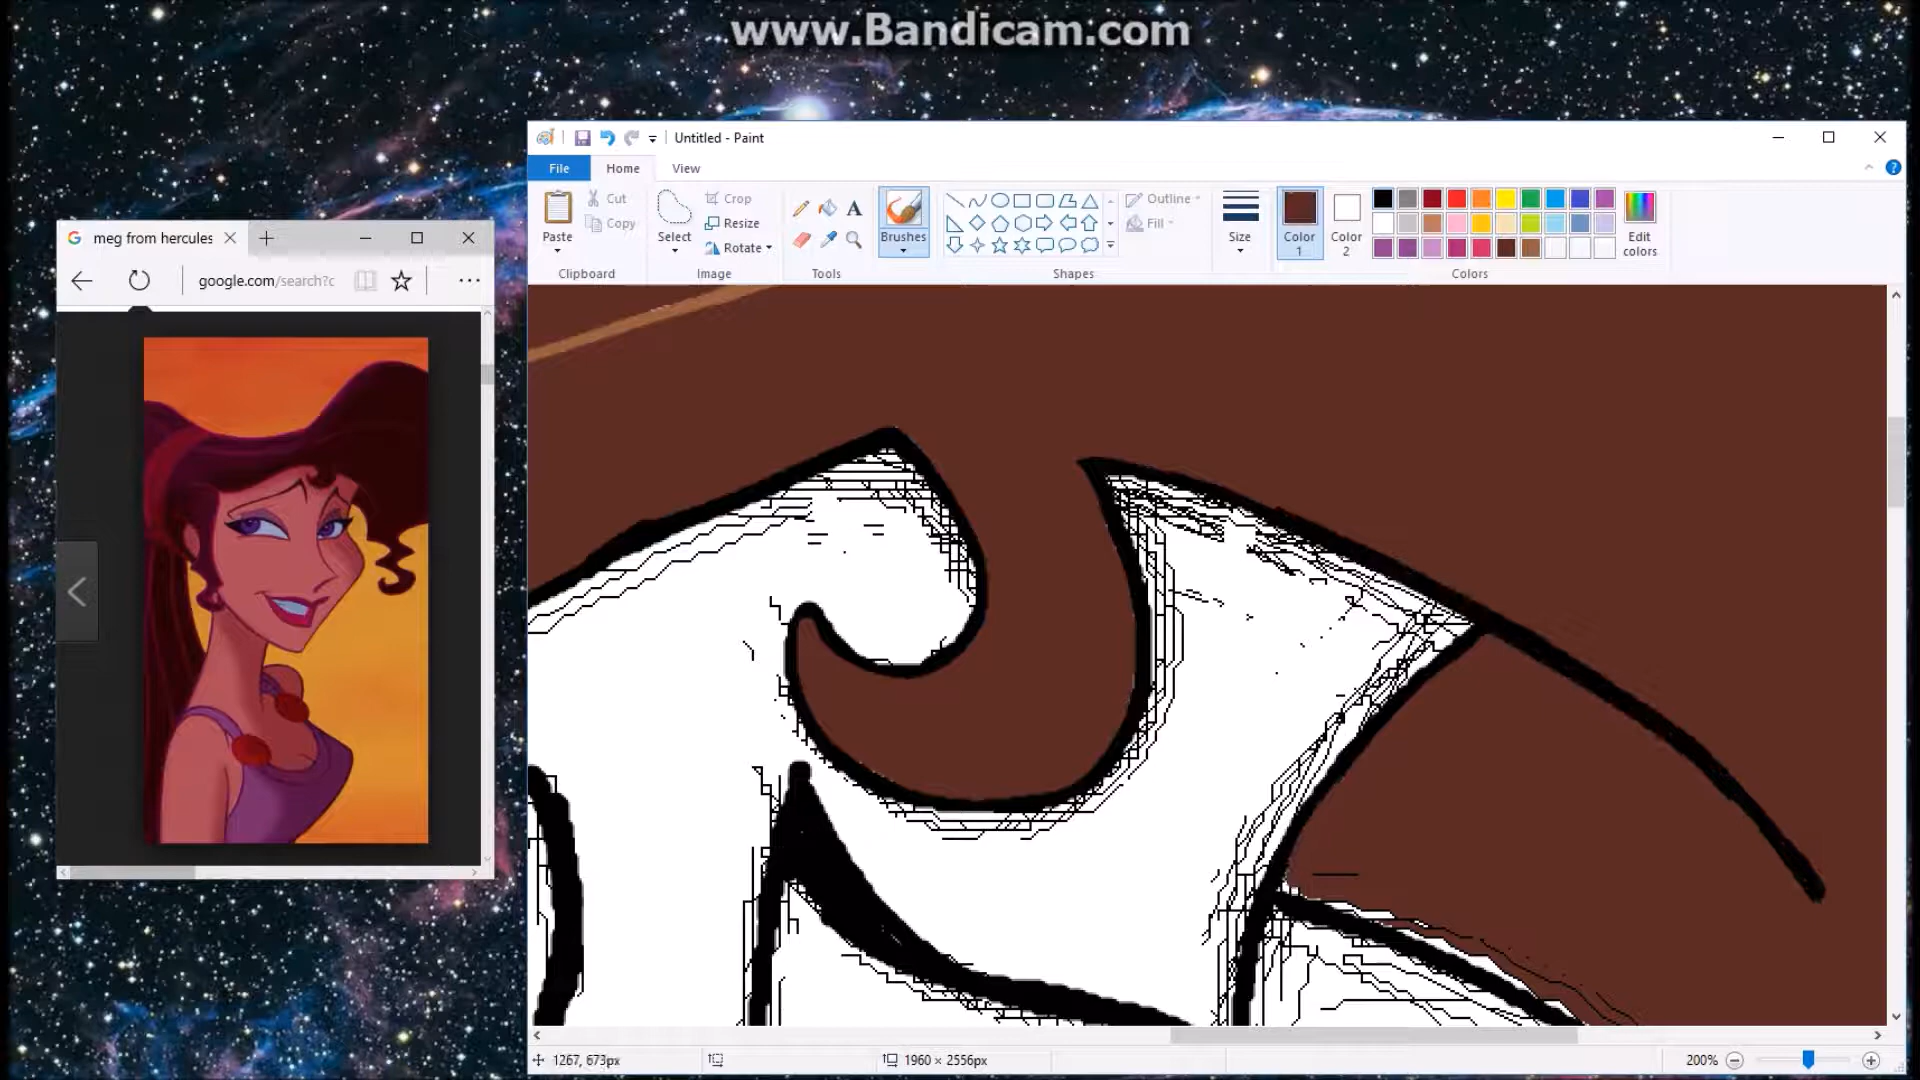 www.Bandicam.com
Untitled - Paint
File Home View
Paste Cut Copy
Clipboard
Select Crop Resize Rotate
Image
A
Tools
Brushes
Outline
Fill
Shapes
Size
Color 1
Color 2
Edit colors
Colors
meg from hercules
google.com/search?c
1267, 673px
1960 × 2556px
200%